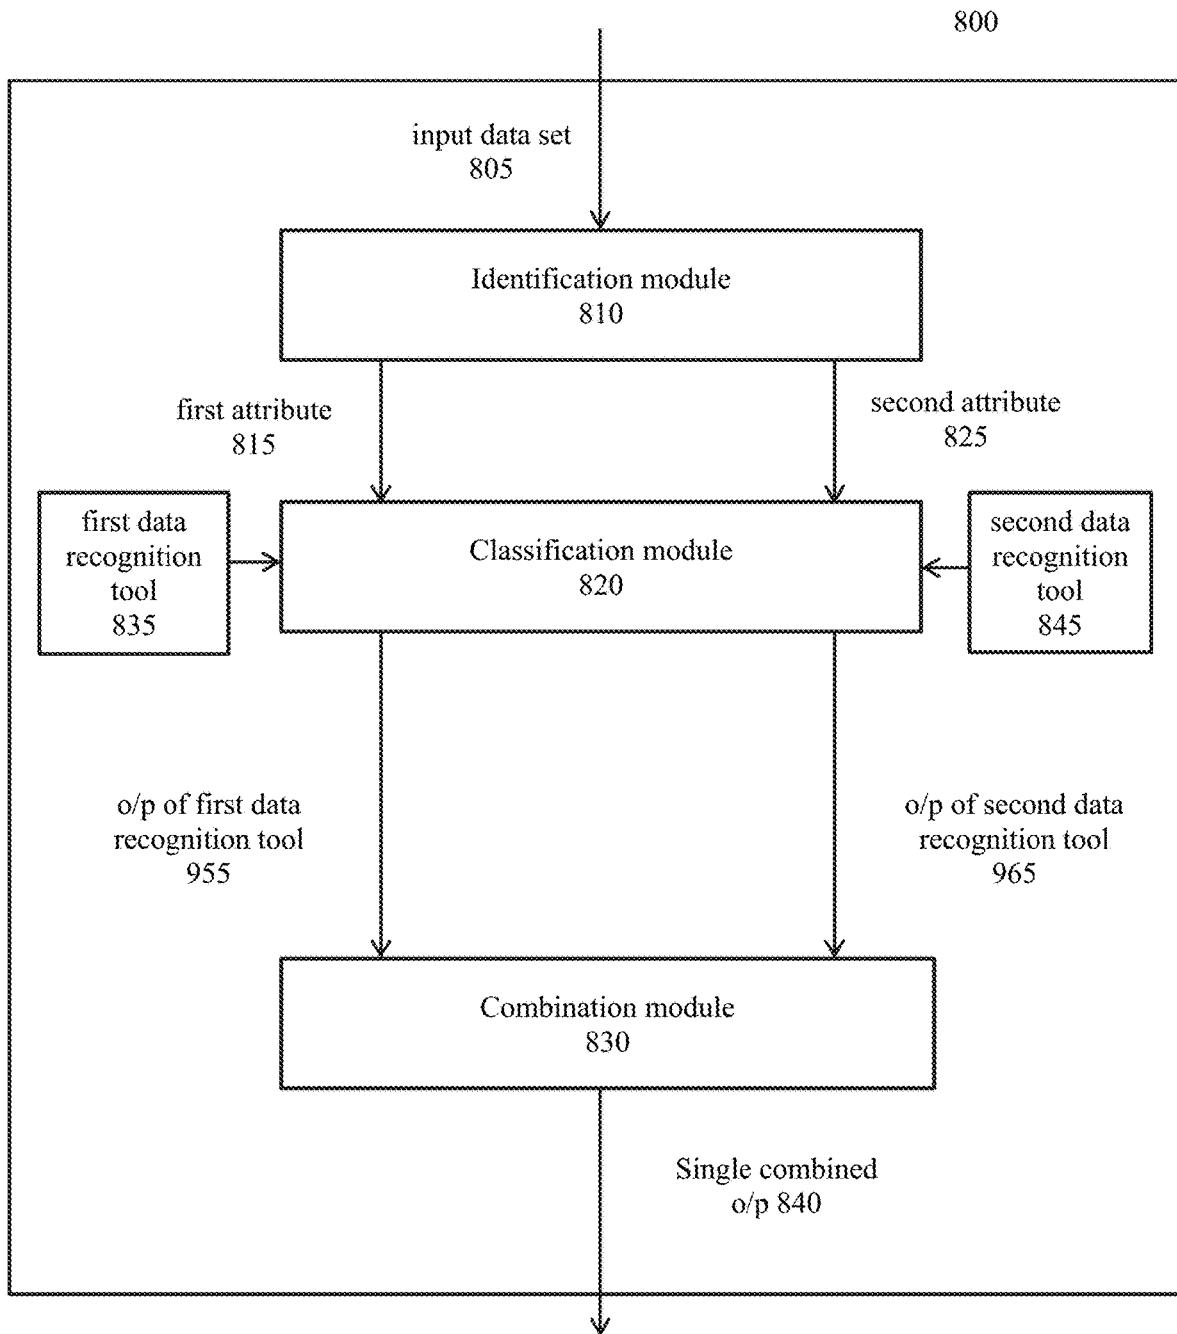 800
input data set
805
Identification module
810
first attribute
815
second attribute
825
first data
recognition
tool
835
Classification module
820
second data
recognition
tool
845
o/p of first data
recognition tool
955
o/p of second data
recognition tool
965
Combination module
830
Single combined
o/p 840